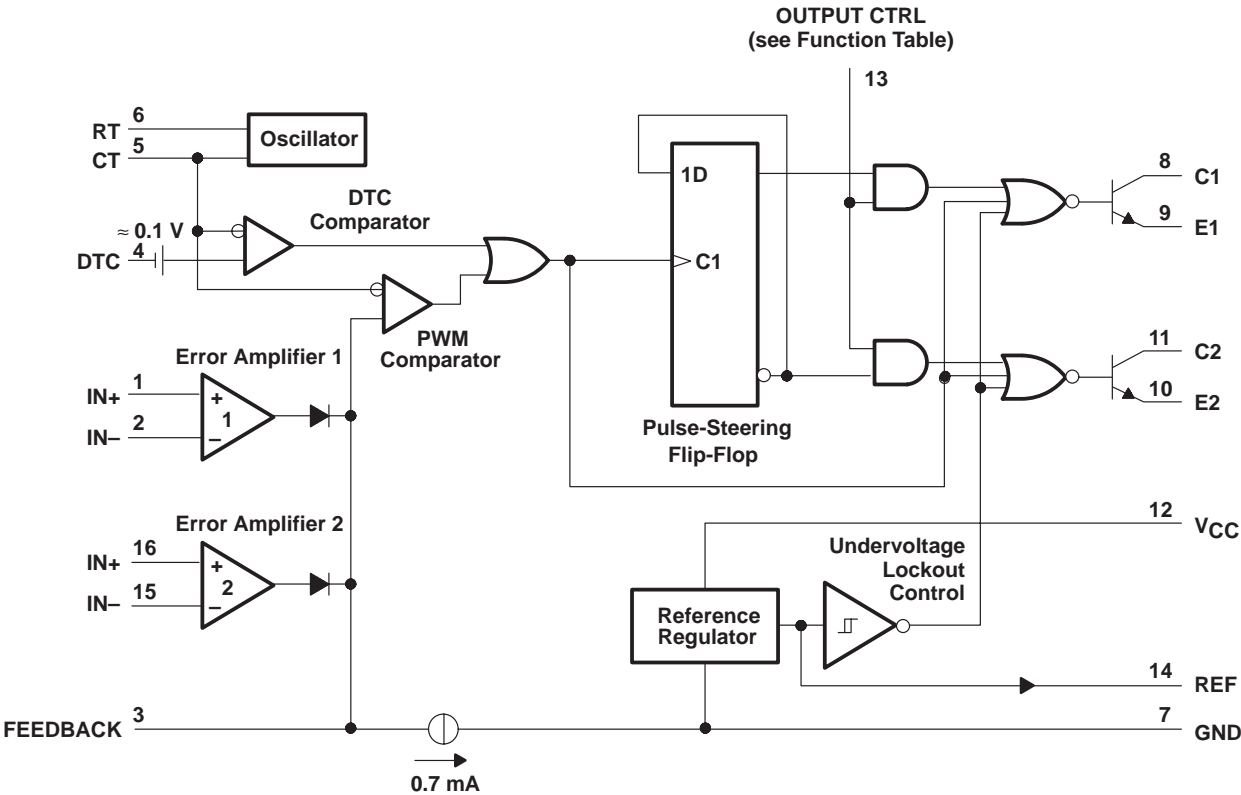 OUTPUT CTRL
(see Function Table)
13
6
RT
5
CT
Oscillator
DTC
Comparator
≈ 0.1 V
4
DTC
PWM
Comparator
1D
C1
Pulse-Steering
Flip-Flop
8
C1
9
E1
11
C2
10
E2
Error Amplifier 1
1
IN+
2
IN–
+
1
–
Error Amplifier 2
16
IN+
15
IN–
+
2
–
12
VCC
Undervoltage
Lockout
Control
Reference
Regulator
14
REF
3
FEEDBACK
7
GND
0.7 mA